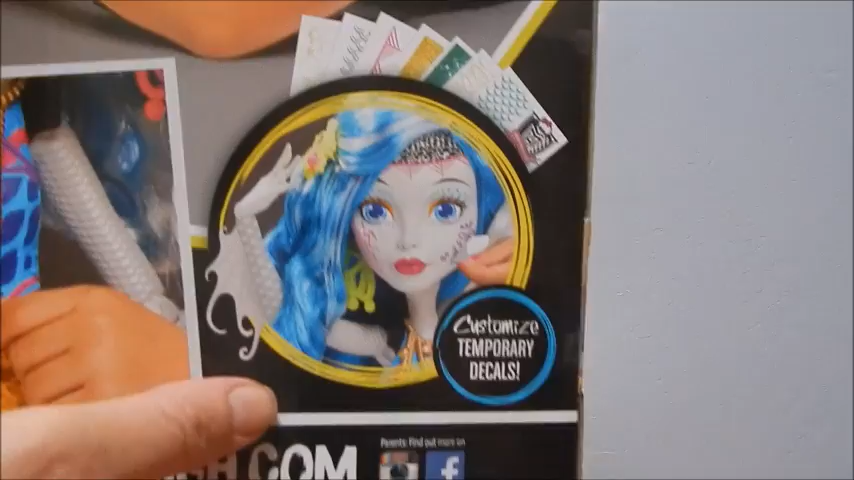 Customize
TEMPORARY
DECALS!
Parents: Find out more on
.COM
f